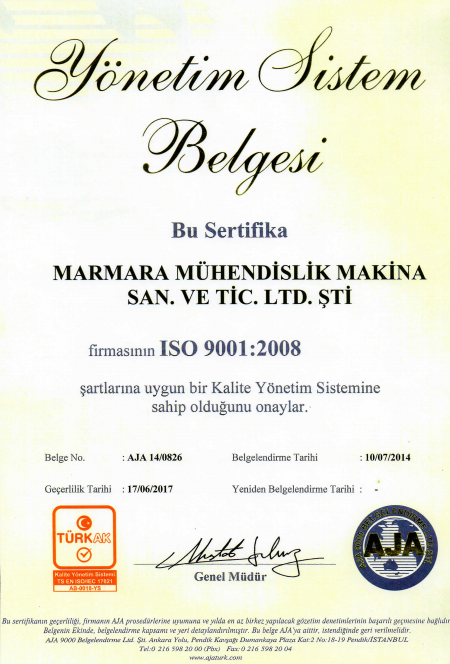 Yönetim Sistem
Belgesi
Bu Sertifika
MARMARA MÜHENDİSLİK MAKİNA
SAN. VE TİC. LTD. ŞTİ
firmasının ISO 9001:2008
şartlarına uygun bir Kalite Yönetim Sistemine
sahip olduğunu onaylar.
Belge No. : AJA 14/0826 Belgelendirme Tarihi : 10/07/2014
Geçerlilik Tarihi : 17/06/2017 Yeniden Belgelendirme Tarihi : -
TÜRKAK
Kalite Yönetim Sistemi
TS EN ISO/IEC 17021
AB-0018-YS
Genel Müdür
AJA
Bu sertifikanın geçerliliği, firmanın AJA prosedürlerine uyumuna ve yılda en az birkez yapılacak gözetim denetimlerinin başarılı geçmesine bağlıdır
Belgenin Ekinde, belgelendirme kapsamı ve yeri detaylandırılmıştır. Bu belge AJA'ya aittir, istendiğinde geri verilmelidir.
AJA 9000 Belgelendirme Ltd. Şti. Ankara Yolu, Pendik Kavşağı Dumankaya Plaza Kat:2 No:18-19 Pendik/İSTANBUL
Tel:0 216 598 20 00 (Pbx) Fax: 0 216 598 20 04
www.ajaturk.com